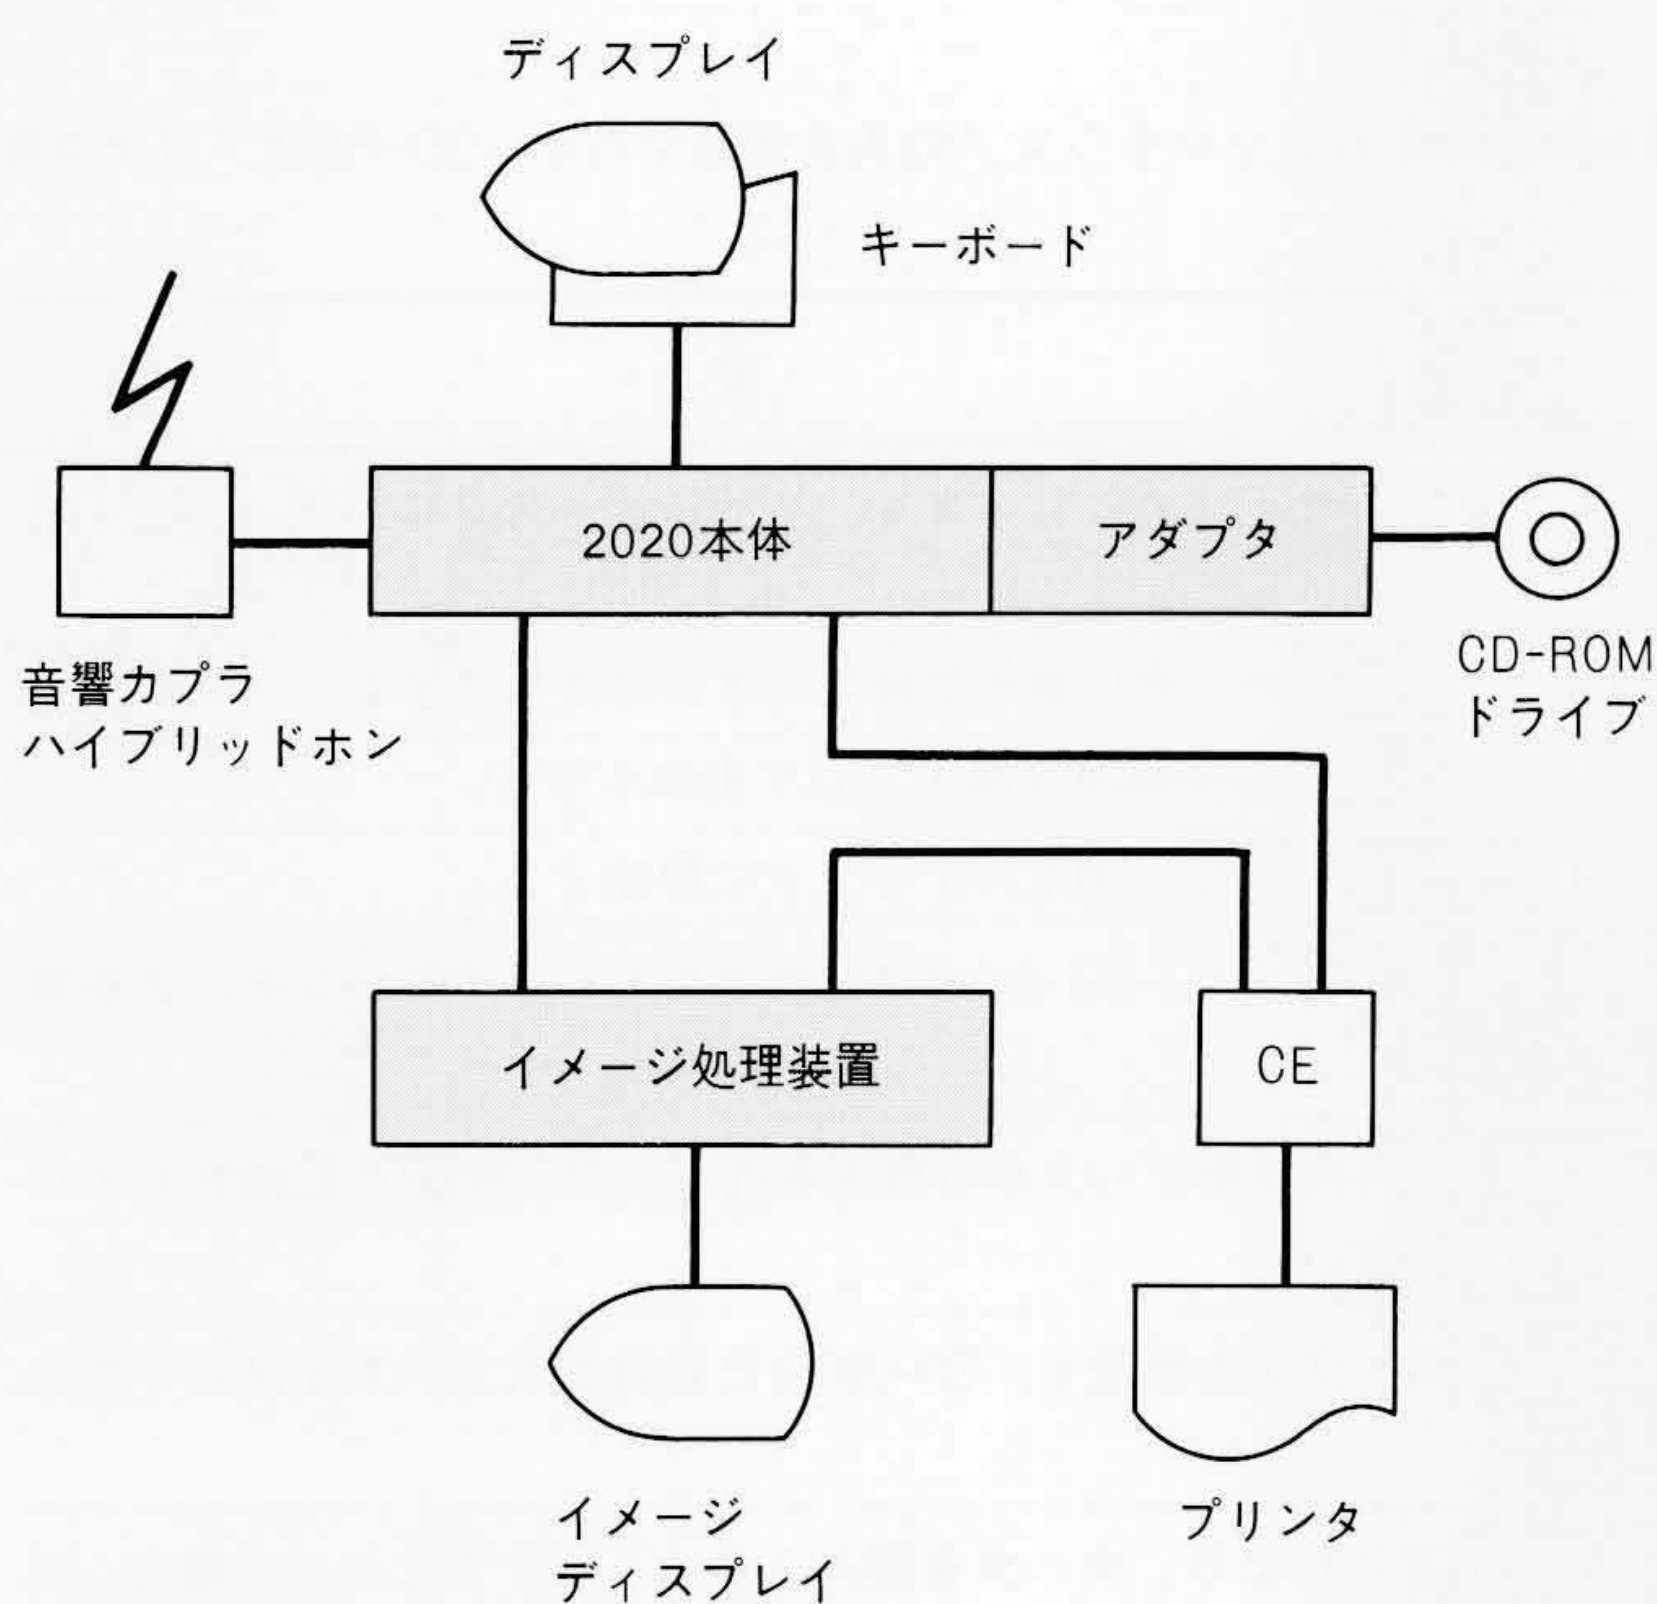 ディスプレイ
キーボード
2020本体
アダプタ
音響カプラ
ハイブリッドホン
CD-ROM
ドライブ
イメージ処理装置
CE
イメージ
ディスプレイ
プリンタ